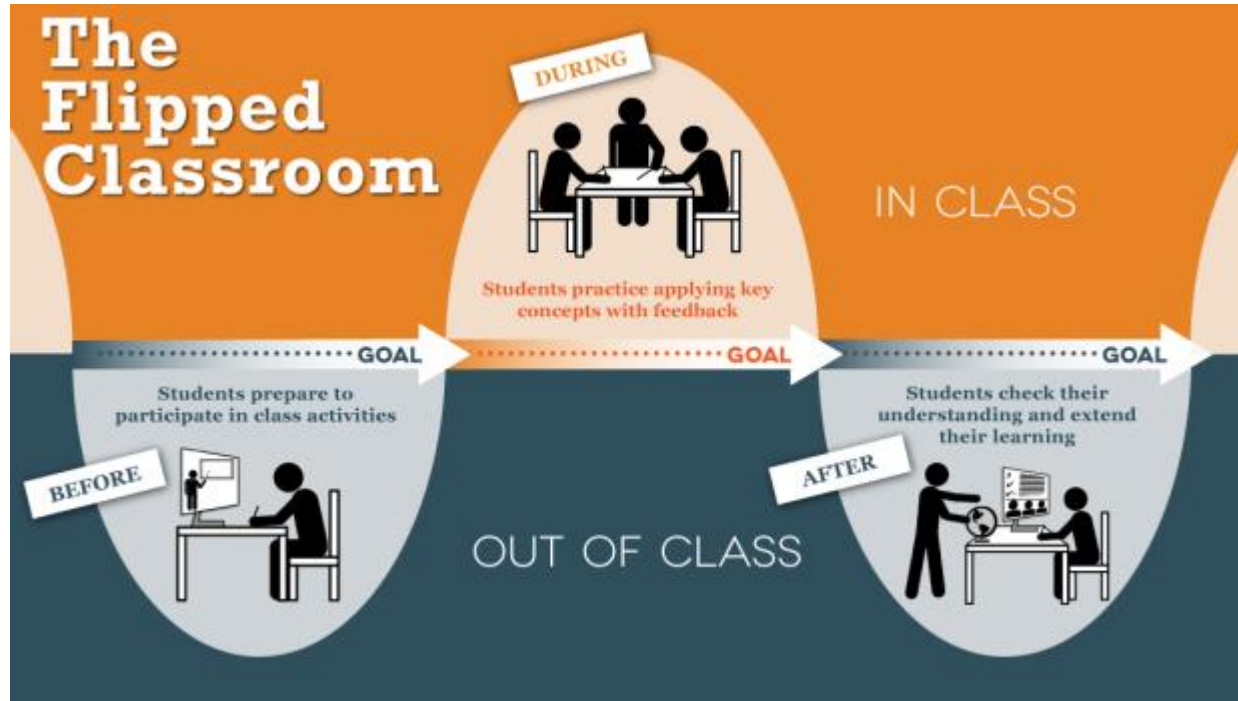 The
Flipped
Classroom
DURING
IN CLASS
Students practice applying key
concepts with feedback
GOAL
GOAL
GOAL
Students prepare to
participate in class activities
BEFORE
OUT OF CLASS
Students check their
understanding and extend
their learning
AFTER